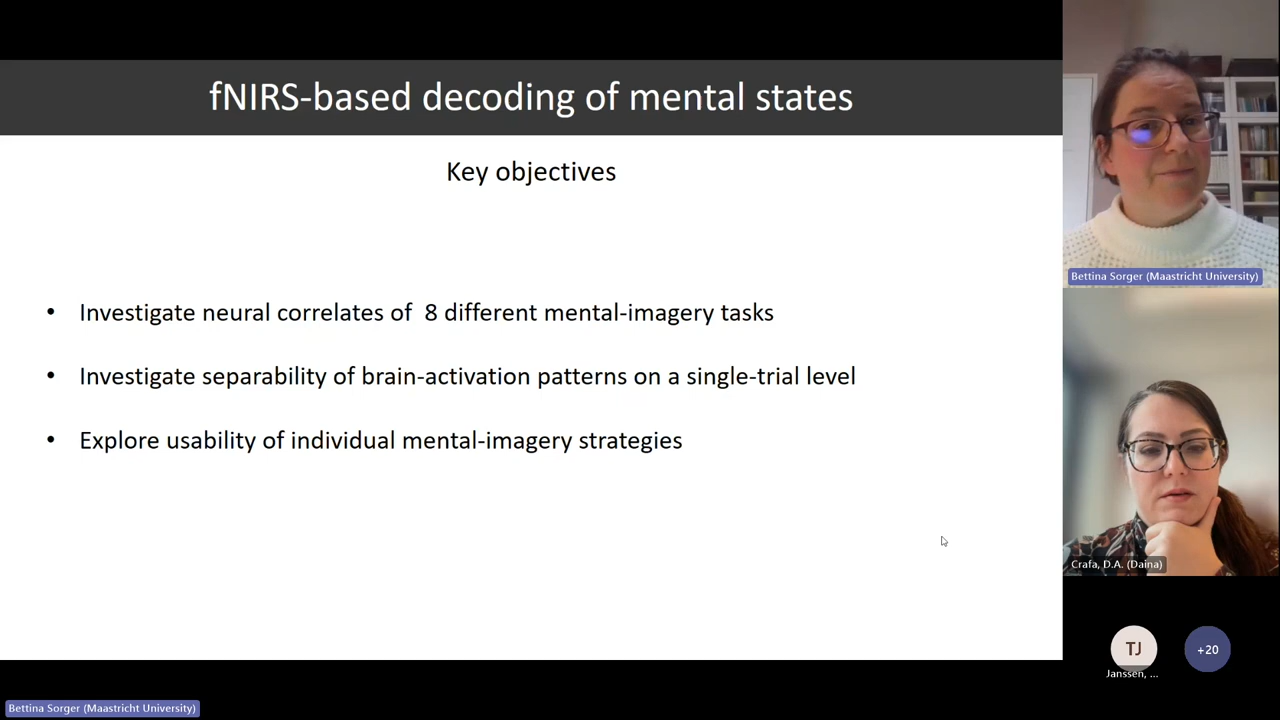 fNIRS-based decoding of mental states
Key objectives
• Investigate neural correlates of  8 different mental-imagery tasks
• Investigate separability of brain-activation patterns on a single-trial level
• Explore usability of individual mental-imagery strategies
Bettina Sorger (Maastricht University)
Crafa, D.A. (Daina)
TJ
+20
Janssen, ...
Bettina Sorger (Maastricht University)